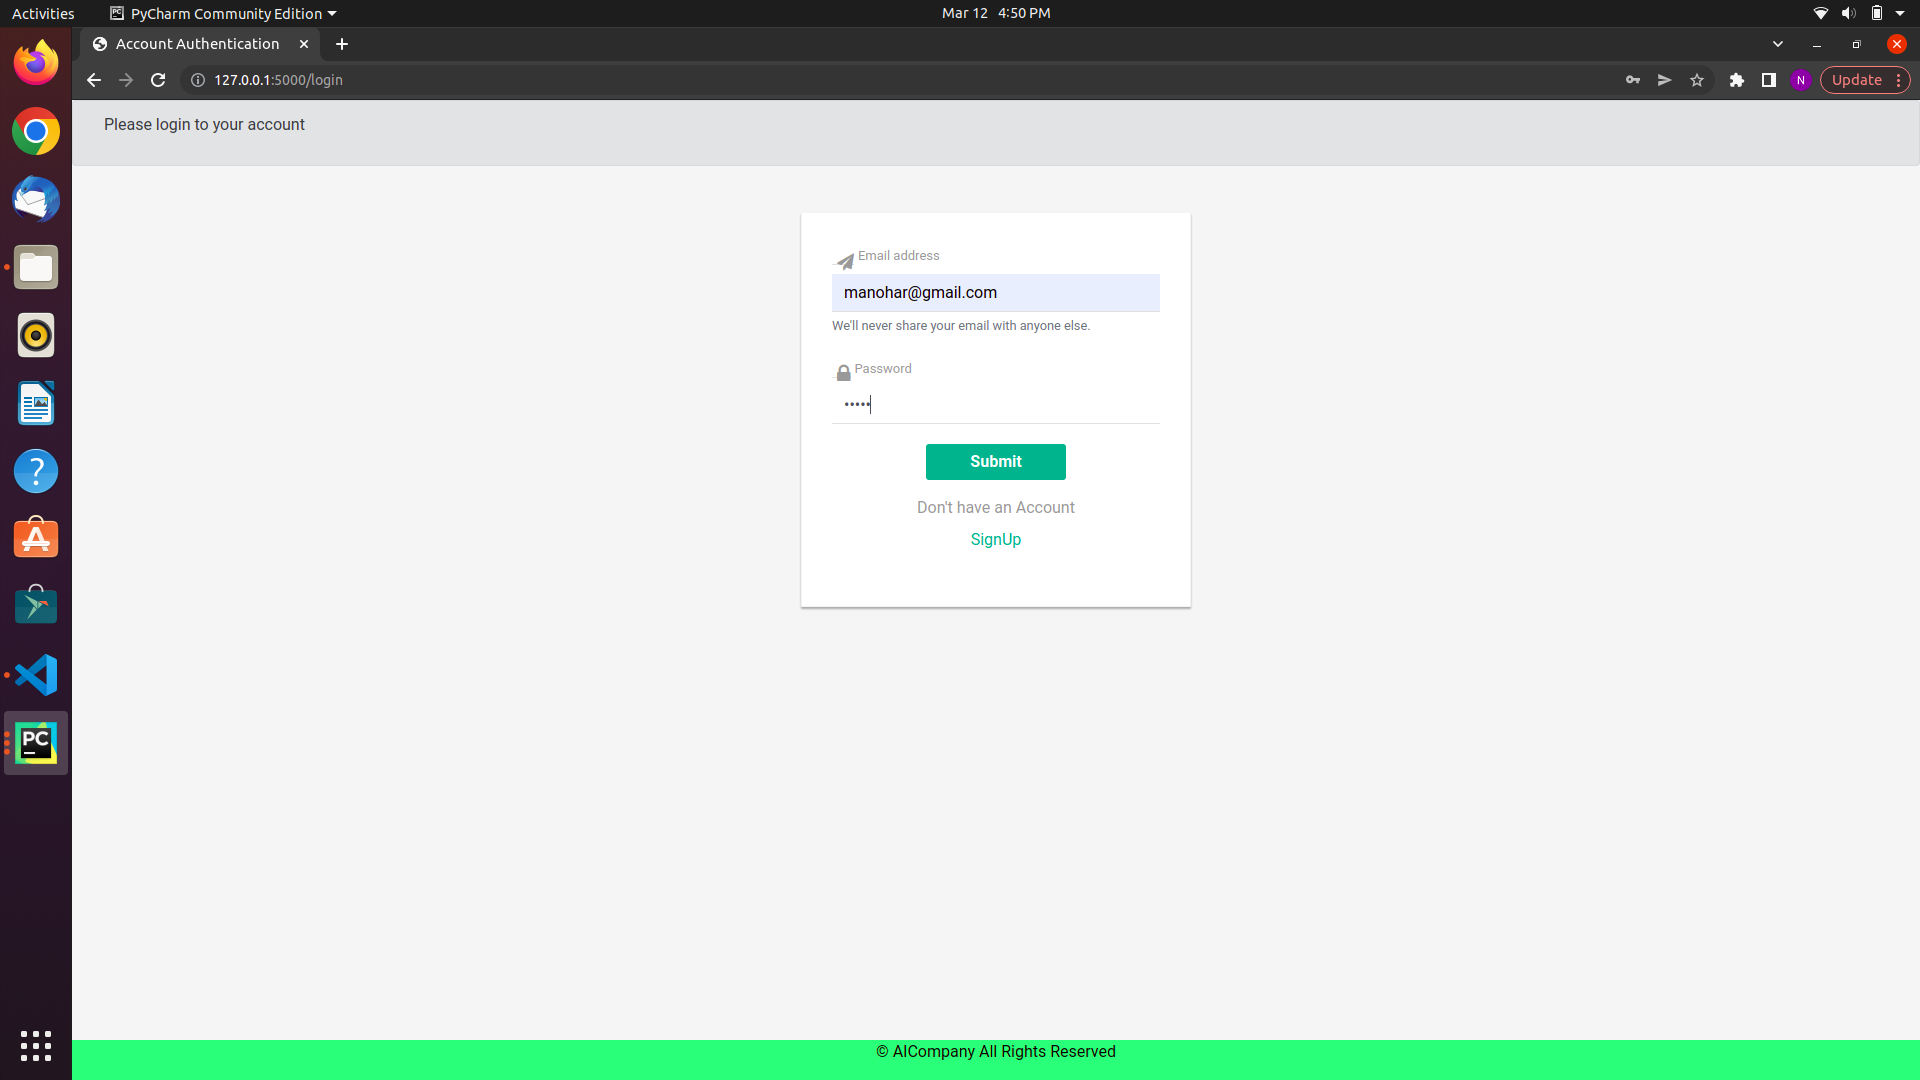 Activities
PyCharm Community Edition
Mar 12 4:50 PM
Account Authentication
127.0.0.1:5000/login
N
Update
Please login to your account
Email address
manohar@gmail.com
We'll never share your email with anyone else.
Password
•••••
Submit
Don't have an Account
SignUp
PC
© AICompany All Rights Reserved